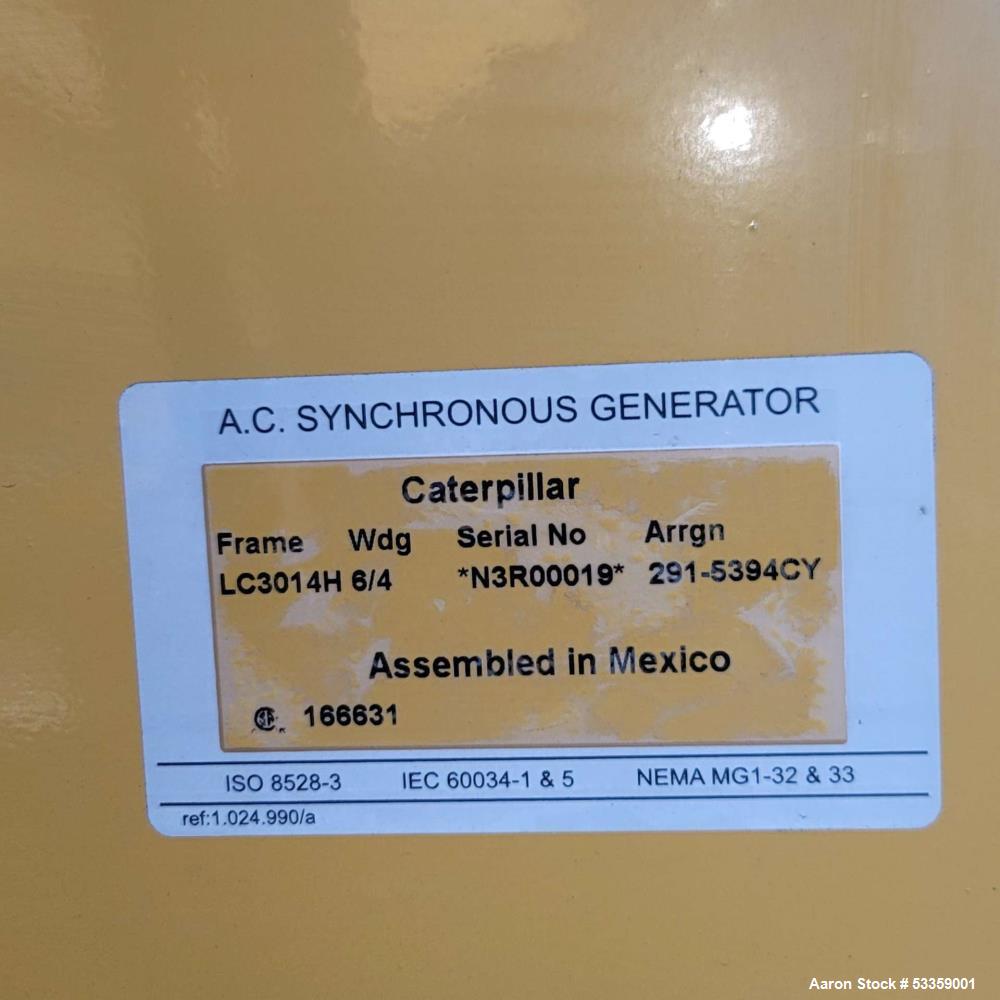 A.C. SYNCHRONOUS GENERATOR
Caterpillar
Frame Wdg Serial No Arrgn
LC3014H 6/4 *N3R00019* 291-5394CY
Assembled in Mexico
166631
ISO 8528-3 IEC 60034-1 & 5 NEMA MG1-32 & 33
ref:1.024.990/a
Aaron Stock # 53359001